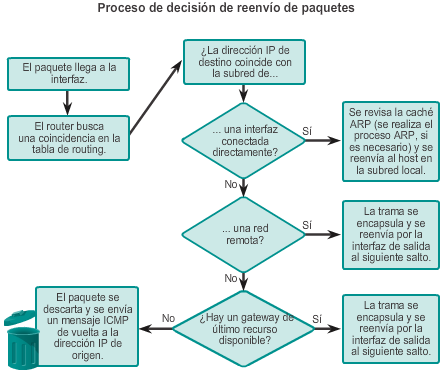 Proceso de decisión de reenvío de paquetes
El paquete llega a la
interfaz.
El router busca
una coincidencia en la
tabla de routing.
¿La dirección IP de
destino coincide con
la subred de...
... una interfaz
conectada
directamente?
Sí
Se revisa la caché
ARP (se realiza el
proceso ARP, si
es necesario) y se
reenvía al host en
la subred local.
No
... una red
remota?
Sí
La trama se
encapsula y se
reenvía por la
interfaz de salida
al siguiente salto.
No
¿Hay un gateway de
último recurso
disponible?
Sí
La trama se
encapsula y se
reenvía por la
interfaz de salida
al siguiente salto.
No
El paquete se
descarta y se envía
un mensaje ICMP
de vuelta a la
dirección IP de
origen.